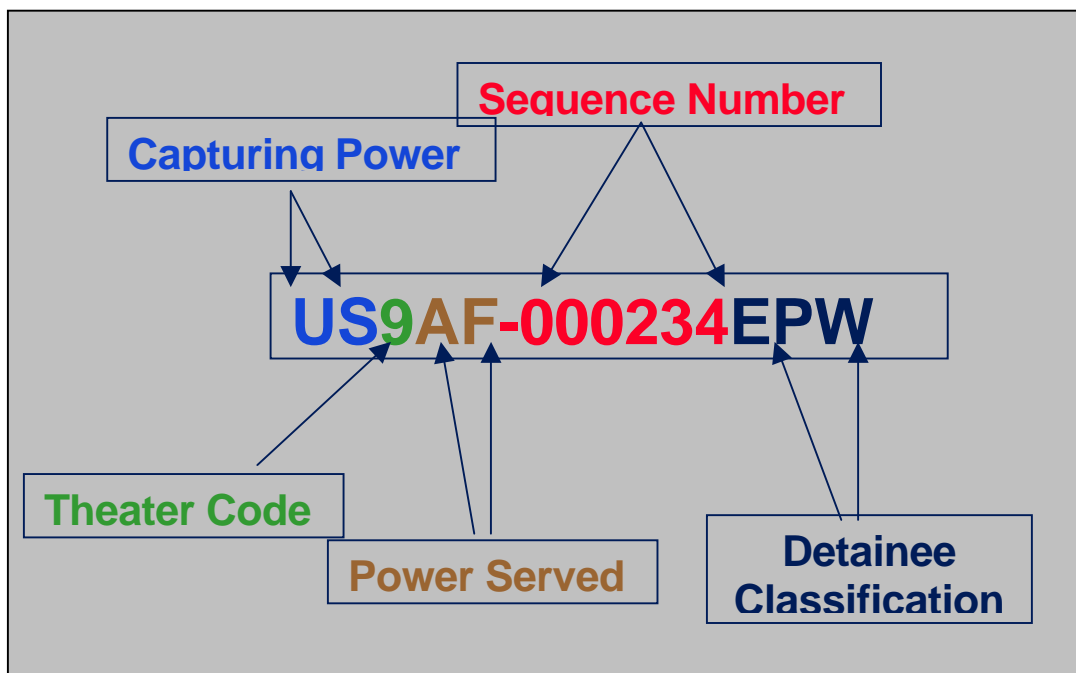 Sequence Number
Capturing Power
US9AF-000234EPW
Theater Code
Power Served
Detainee
Classification